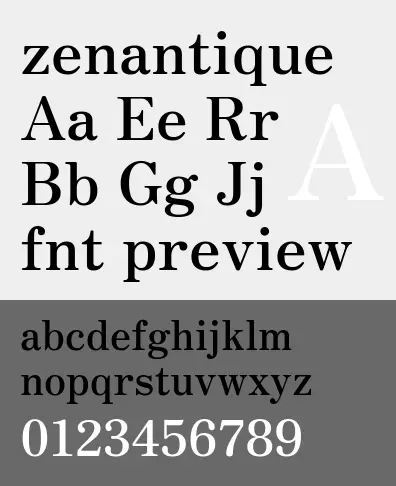 zenantique
Aa Ee Rr
A
Bb Gg Jj
fnt preview
abcdefghijklm
nopqrstuvwxyz
0123456789